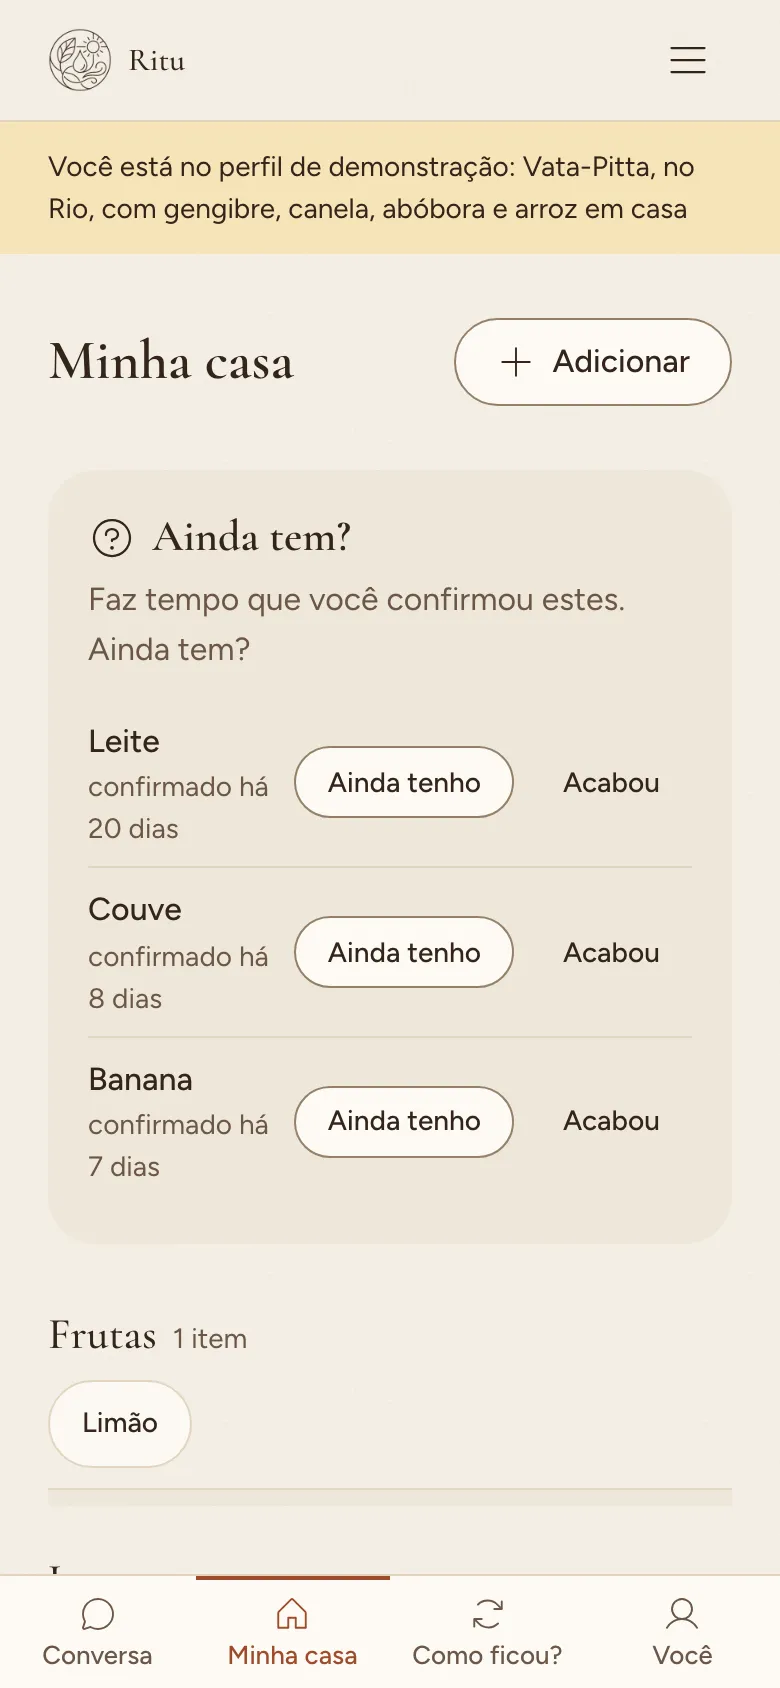 Ritu
Você está no perfil de demonstração: Vata-Pitta, no
Rio, com gengibre, canela, abóbora e arroz em casa
Minha casa
Adicionar
Ainda tem?
Faz tempo que você confirmou estes.
Ainda tem?
Leite
confirmado há
20 dias
Ainda tenho
Acabou
Couve
confirmado há
8 dias
Ainda tenho
Acabou
Banana
confirmado há
7 dias
Ainda tenho
Acabou
Frutas 1 item
Limão
Conversa
Minha casa
Como ficou?
Você